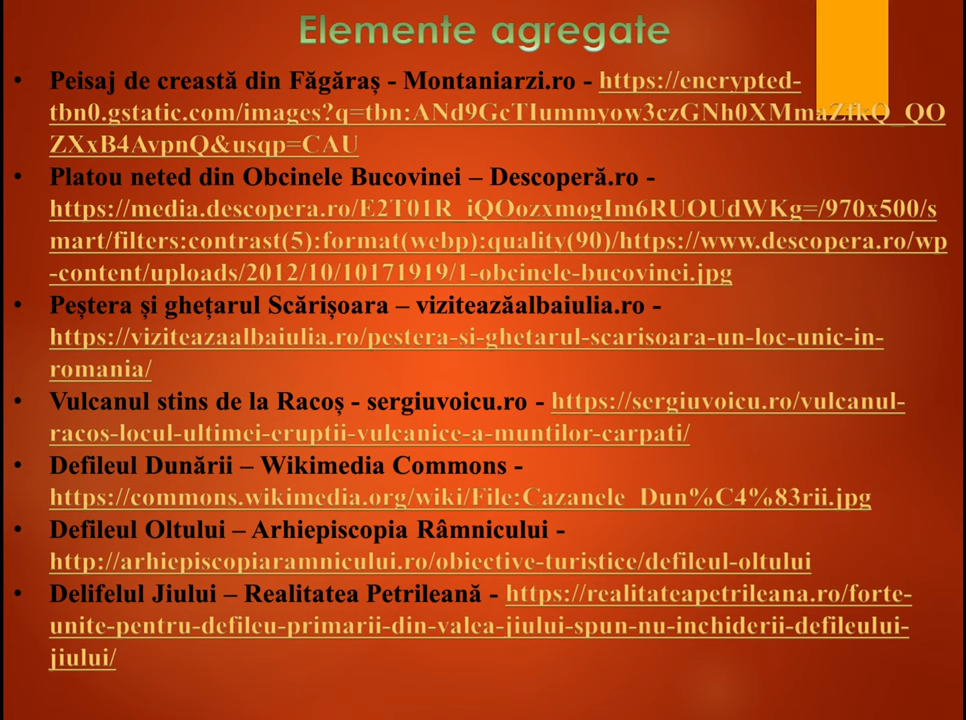 Elemente agregate
• Peisaj de creastă din Făgăraș - Montaniarzi.ro - https://encrypted-
tbn0.gstatic.com/images?q=tbn:ANd9GcTIummyow3czGNh0XMmaZfkQ_QO
ZXxB4AvpnQ&usqp=CAU
• Platou neted din Obcinele Bucovinei – Descoperă.ro -
https://media.descopera.ro/E2T01R_iQOozxmogIm6RUOUdWKg=/970x500/s
mart/filters:contrast(5):format(webp):quality(90)/https://www.descopera.ro/wp
-content/uploads/2012/10/10171919/1-obcinele-bucovinei.jpg
• Peștera și ghețarul Scărișoara – viziteazăalbaiulia.ro -
https://viziteazaalbaiulia.ro/pestera-si-ghetarul-scarisoara-un-loc-unic-in-
romania/
• Vulcanul stins de la Racoș - sergiuvoicu.ro - https://sergiuvoicu.ro/vulcanul-
racos-locul-ultimei-eruptii-vulcanice-a-muntilor-carpati/
• Defileul Dunării – Wikimedia Commons -
https://commons.wikimedia.org/wiki/File:Cazanele_Dun%C4%83rii.jpg
• Defileul Oltului – Arhiepiscopia Râmnicului -
http://arhiepiscopiaramnicului.ro/obiective-turistice/defileul-oltului
• Delifelul Jiului – Realitatea Petrileană - https://realitateapetrileana.ro/forte-
unite-pentru-defileu-primarii-din-valea-jiului-spun-nu-inchiderii-defileului-
jiului/